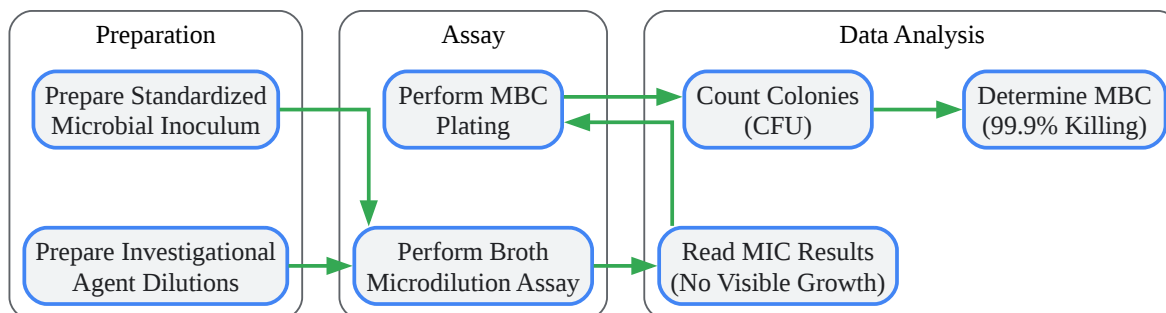 Preparation
Prepare Standardized
Microbial Inoculum
Prepare Investigational
Agent Dilutions
Assay
Perform MBC
Plating
Perform Broth
Microdilution Assay
Data Analysis
Count Colonies
(CFU)
Determine MBC
(99.9% Killing)
Read MIC Results
(No Visible Growth)